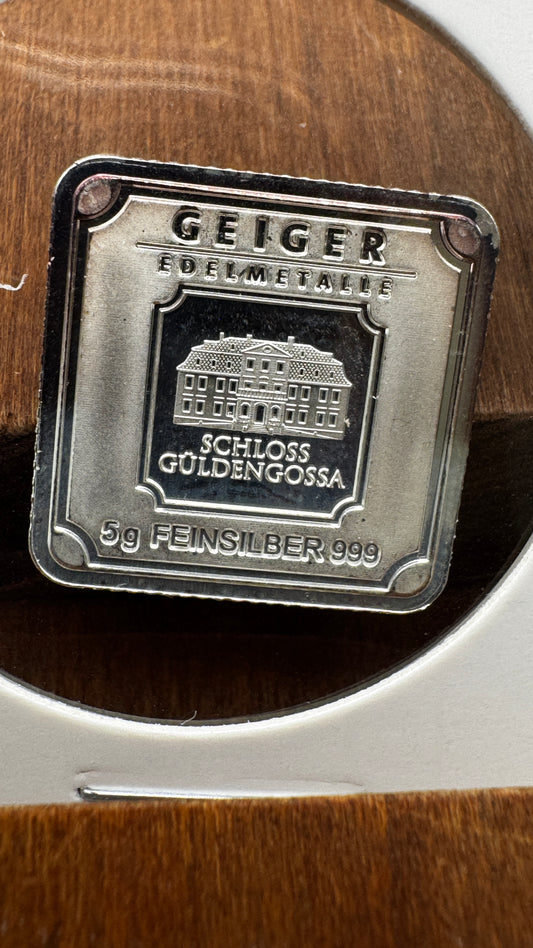 GEIGER
EDELMETALLE
SCHLOSS
GÜLDENGOSSA
5g FEINSILBER 999